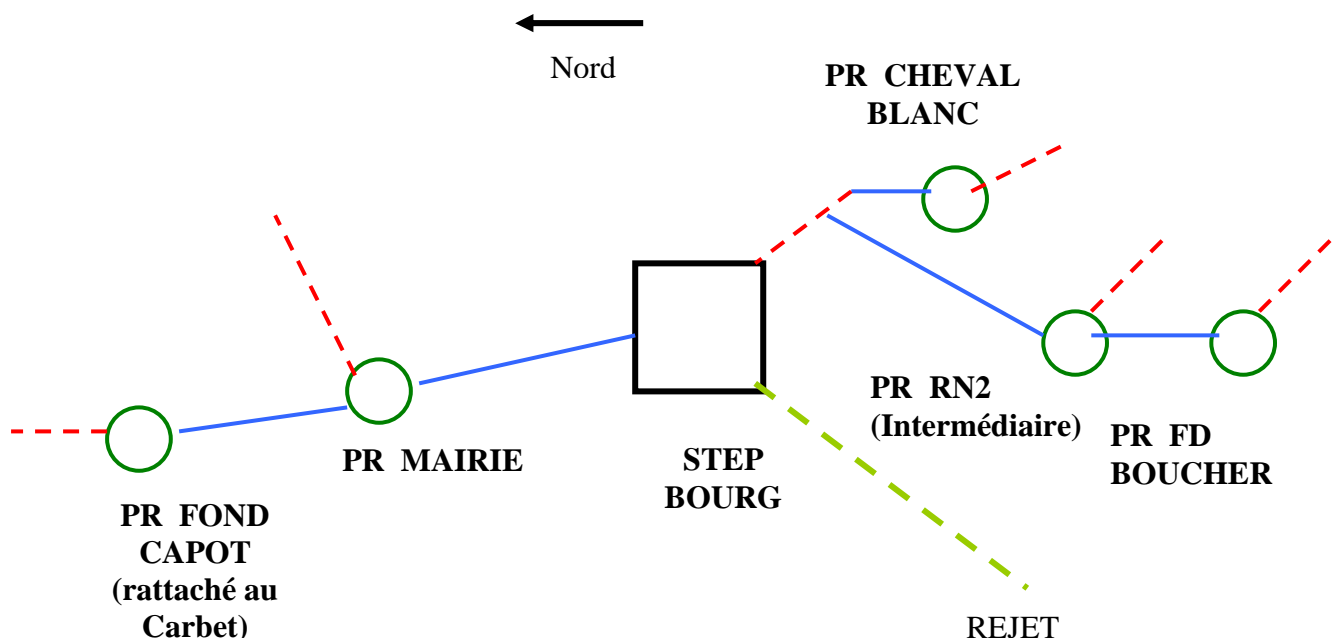 Nord
PR CHEVAL
BLANC
PR RN2
(Intermédiaire)
PR FD
BOUCHER
PR MAIRIE
STEP
BOURG
PR FOND
CAPOT
(rattaché au
Carbet)
REJET